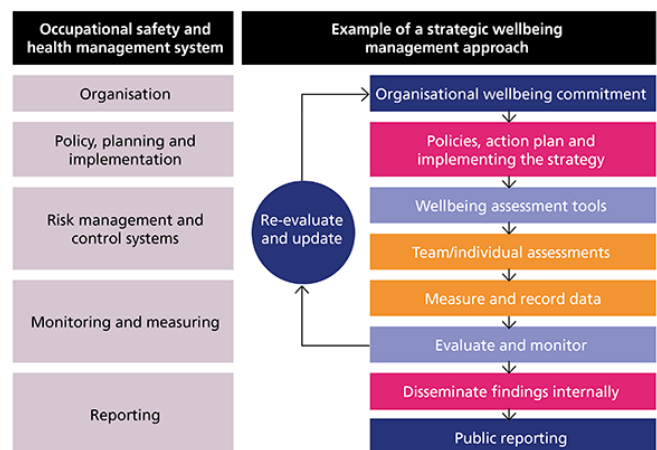 Occupational safety and
health management system
Example of a strategic wellbeing
management approach
Organisation
Policy, planning and
implementation
Risk management and
control systems
Monitoring and measuring
Reporting
Re-evaluate
and update
Organisational wellbeing commitment
Policies, action plan and
implementing the strategy
Wellbeing assessment tools
Team/individual assessments
Measure and record data
Evaluate and monitor
Disseminate findings internally
Public reporting